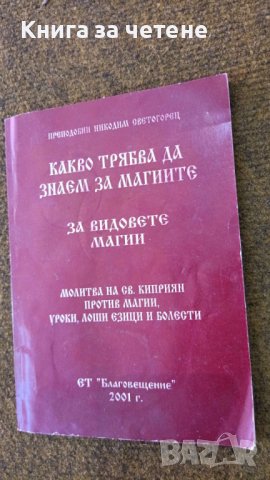 Книга за четене
ПРЕПОДОБНИ НИКОДИМ СВЕТОГОРЕЦ
КАКВО ТРЯБВА ДА
ЗНАЕМ ЗА МАГИИТЕ
ЗА ВИДОВЕТЕ
МАГИИ
МОЛИТВА НА СВ. КИПРИЯН
ПРОТИВ МАГИИ,
УРОКИ, ЛОШИ ЕЗИЦИ И БОЛЕСТИ
ЕТ "Благовещение"
2001 г.
BAZAR